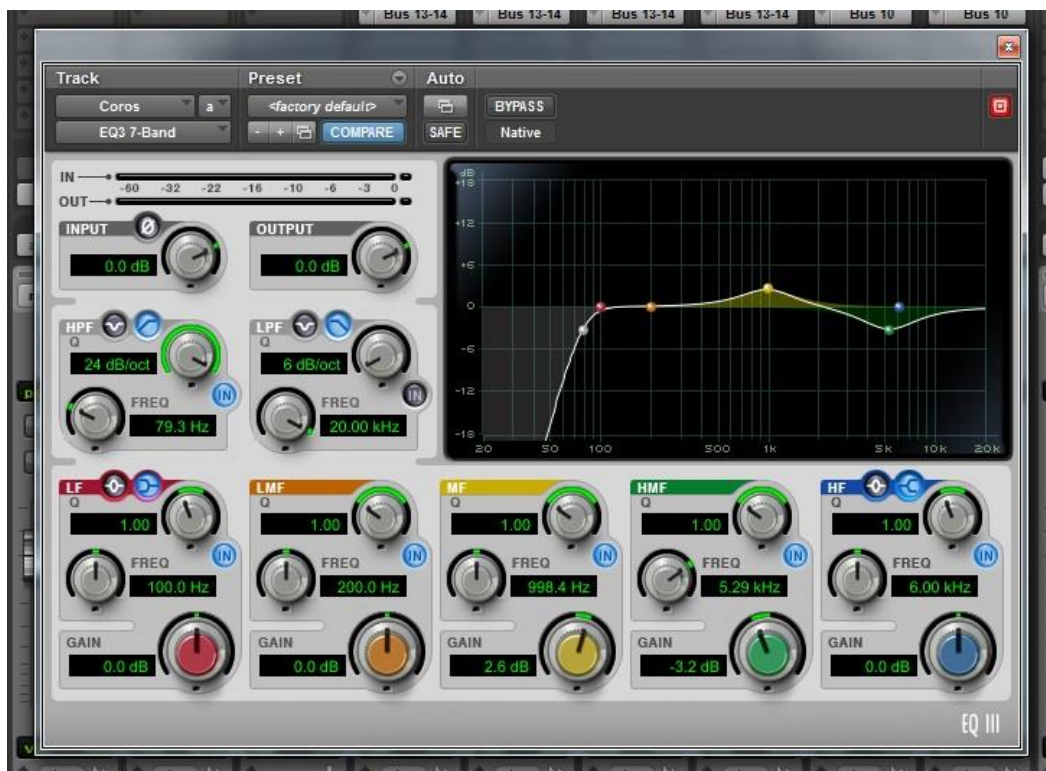 Bus 13-14 Bus 13-14 Bus 13-14 Bus 13-14 Bus 10 Bus 10
Track Preset Auto
Coros a <factory default> BYPASS
EQ3 7-Band - + COMPARE SAFE Native
IN
-60 -32 -22 -16 -10 -6 -3 0
OUT
INPUT Ø OUTPUT
0.0 dB 0.0 dB
HPF LPF
Q Q
24 dB/oct 6 dB/oct
IN IN
FREQ FREQ
79.3 Hz 20.00 kHz
dB
+18
+12
+6
0
-6
-12
-18
20 50 100 500 1k 5k 10k 20k
LF LMF MF HMF HF
Q Q Q Q Q
1.00 1.00 1.00 1.00 1.00
IN IN IN IN IN
FREQ FREQ FREQ FREQ FREQ
100.0 Hz 200.0 Hz 998.4 Hz 5.29 kHz 6.00 kHz
GAIN GAIN GAIN GAIN GAIN
0.0 dB 0.0 dB 2.6 dB -3.2 dB 0.0 dB
EQ III